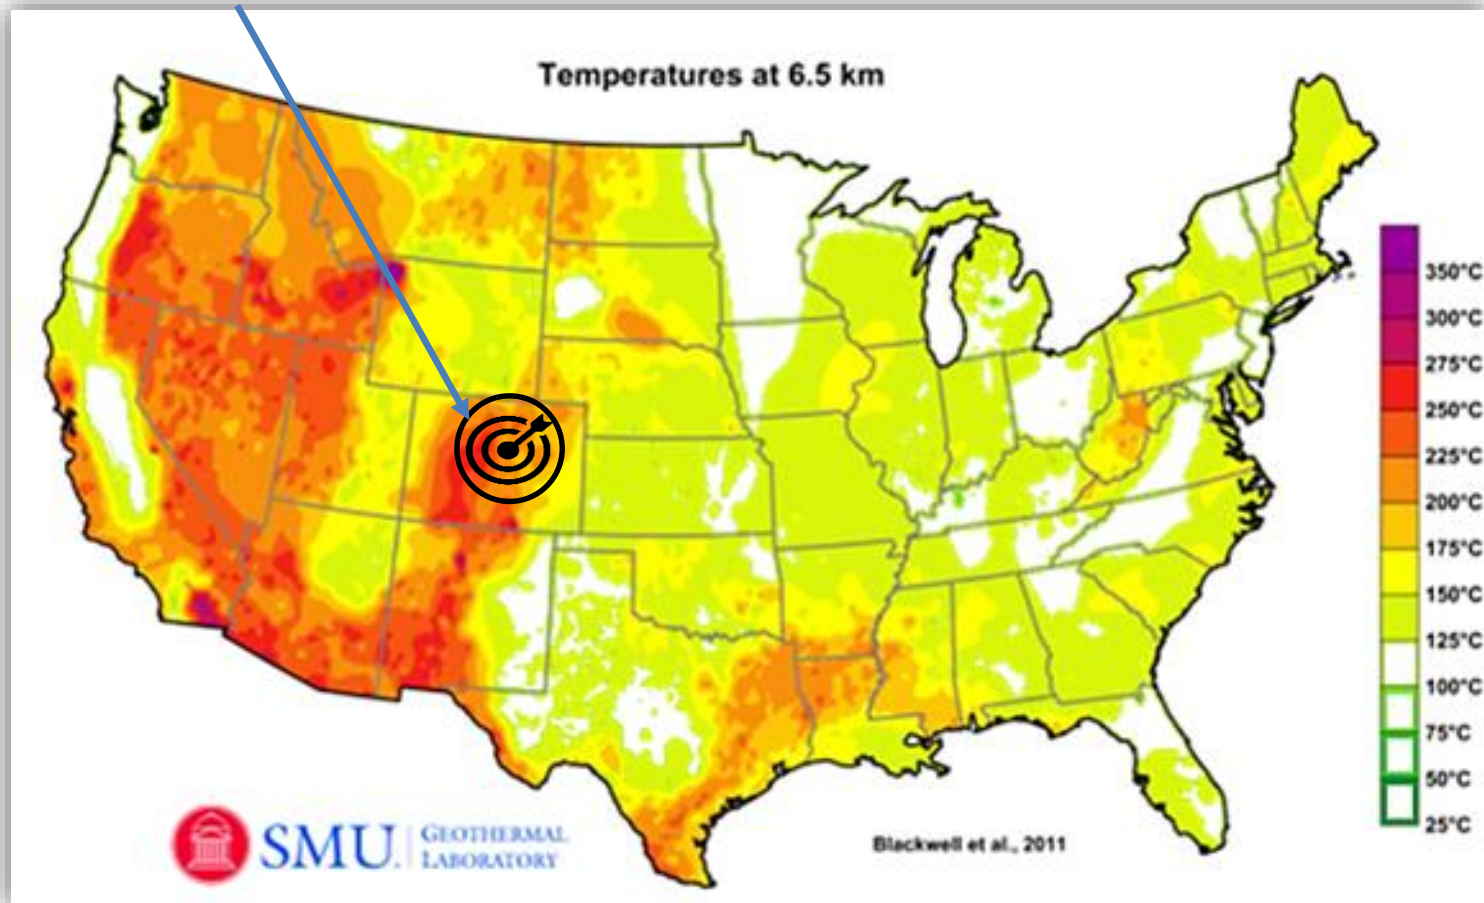 Temperatures at 6.5 km
350°C
300°C
275°C
250°C
225°C
200°C
175°C
150°C
125°C
100°C
75°C
50°C
25°C
SMU.
GEOTHERMAL
LABORATORY
Blackwell et al., 2011